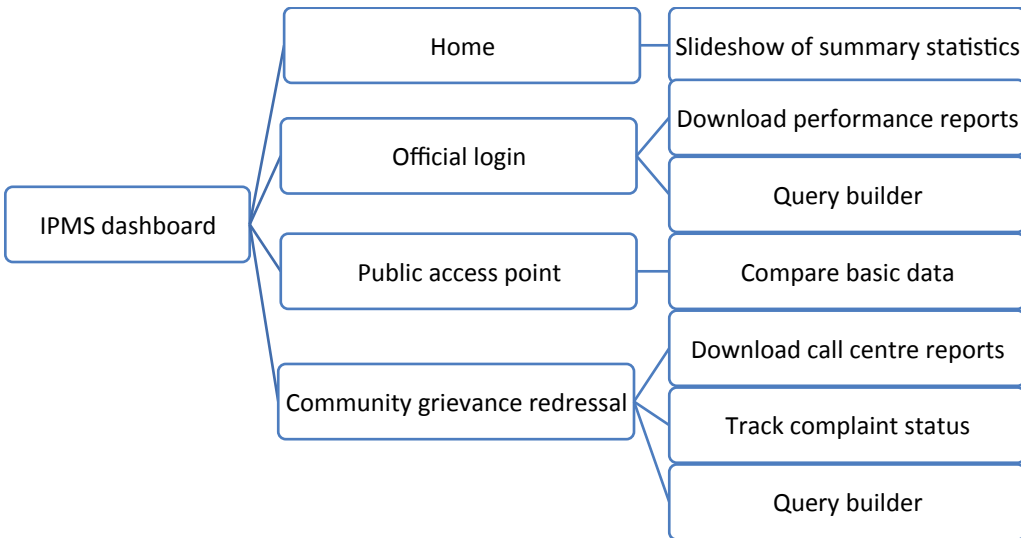 Home
Slideshow of summary statistics
Official login
Download performance reports
Query builder
IPMS dashboard
Public access point
Compare basic data
Community grievance redressal
Download call centre reports
Track complaint status
Query builder